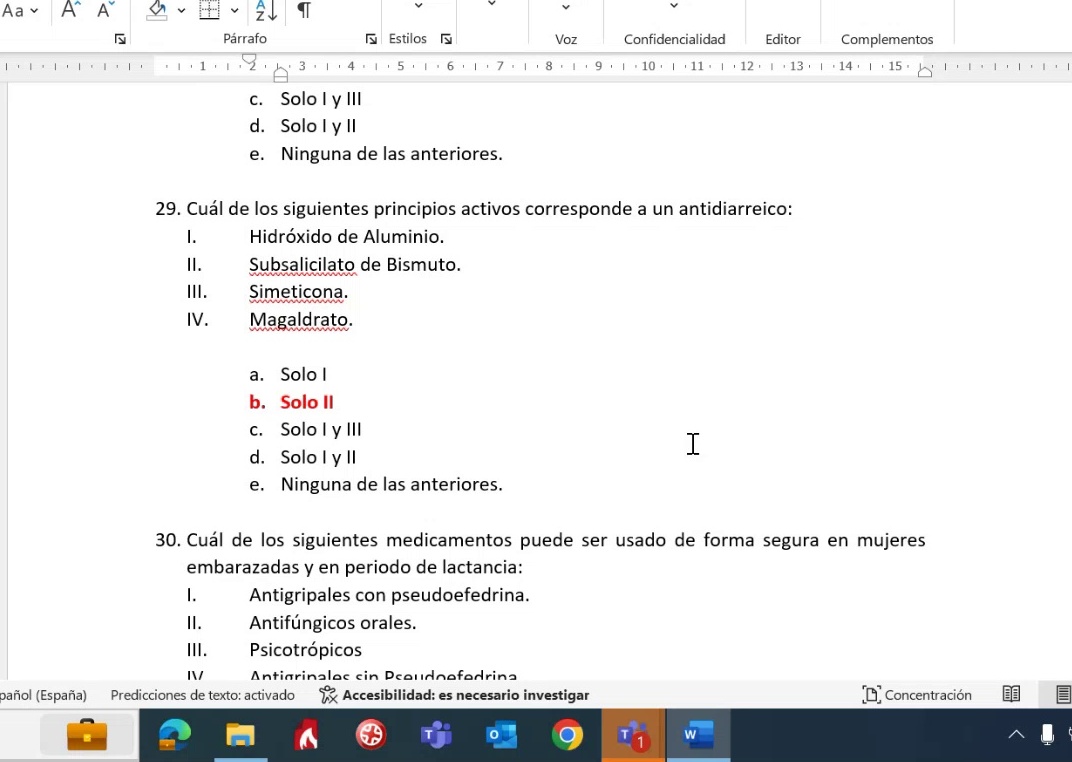 Aa A A A Z ¶
Párrafo Estilos Voz Confidencialidad Editor Complementos
1 2 3 4 5 6 7 8 9 10 11 12 13 14 15
c. Solo I y III
d. Solo I y II
e. Ninguna de las anteriores.
29. Cuál de los siguientes principios activos corresponde a un antidiarreico:
I. Hidróxido de Aluminio.
II. Subsalicilato de Bismuto.
III. Simeticona.
IV. Magaldrato.
a. Solo I
b. Solo II
c. Solo I y III
d. Solo I y II
e. Ninguna de las anteriores.
30. Cuál de los siguientes medicamentos puede ser usado de forma segura en mujeres
embarazadas y en periodo de lactancia:
I. Antigripales con pseudoefedrina.
II. Antifúngicos orales.
III. Psicotrópicos
IV Antigripales sin Pseudoefedrina
pañol (España) Predicciones de texto: activado Accesibilidad: es necesario investigar Concentración
T O T 1 W